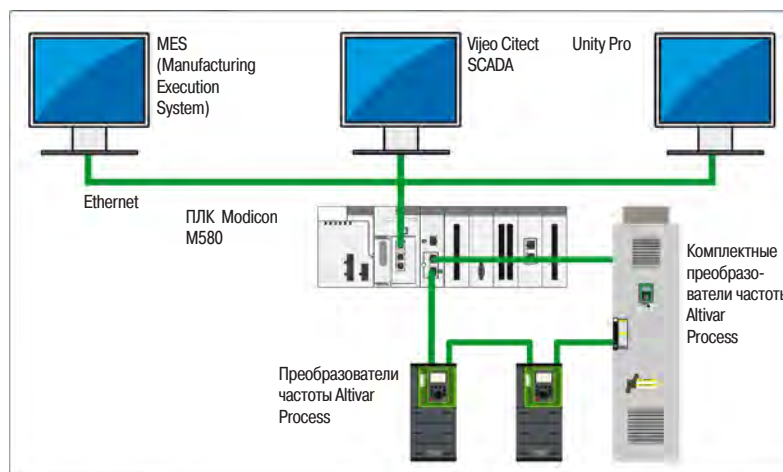 MES
(Manufacturing
Execution
System)
Vijeo Citect
SCADA
Unity Pro
Ethernet
ПЛК Modicon
M580
Комплектные
преобразо-
ватели частоты
Altivar
Process
Преобразователи
частоты Altivar
Process